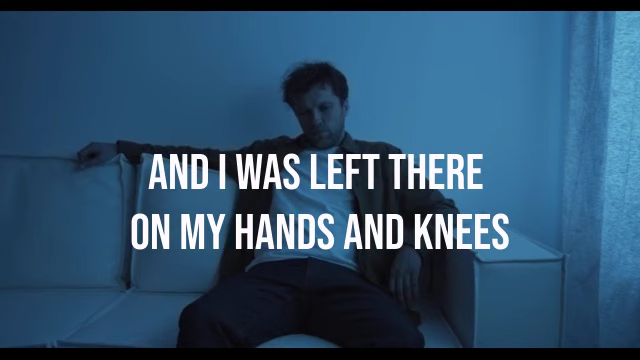 AND I WAS LEFT THERE
ON MY HANDS AND KNEES